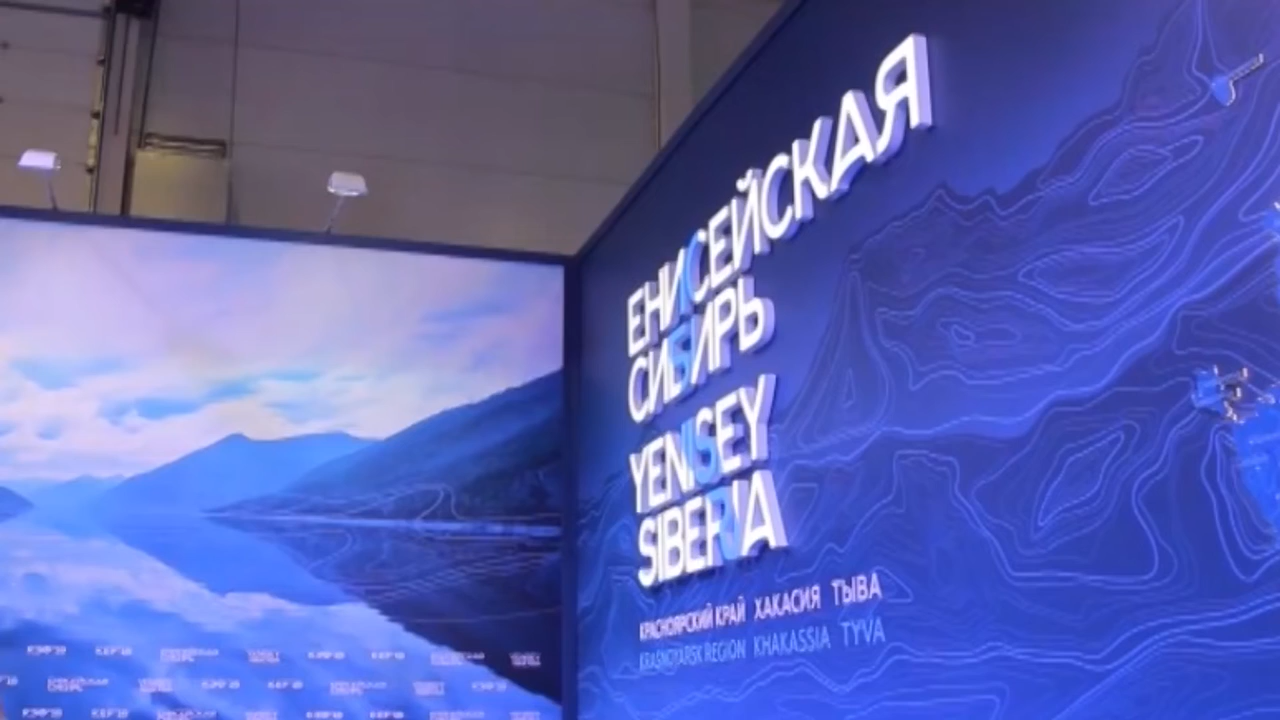 ЕНИСЕЙСКАЯ
СИБИРЬ
YENISEY
SIBERIA
КРАСНОЯРСКИЙ КРАЙ ХАКАСИЯ ТЫВА
KRASNOYARSK REGION KHAKASSIA TYVA